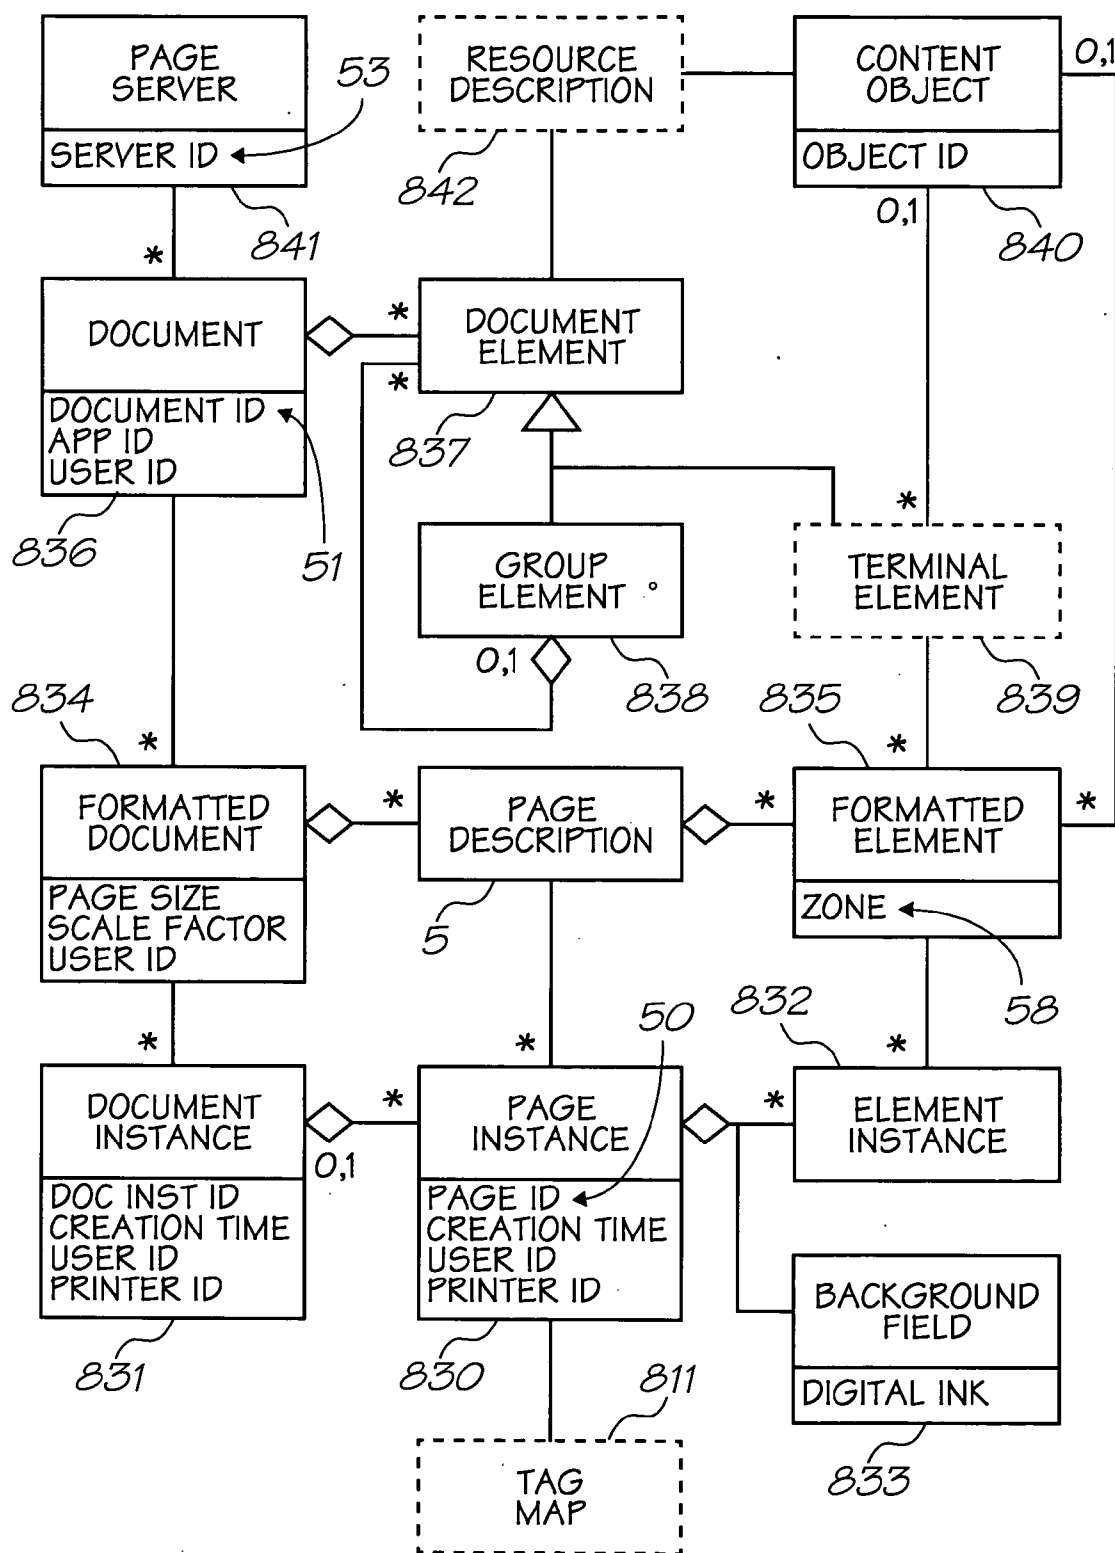 PAGE
SERVER
SERVER ID
53
841
RESOURCE
DESCRIPTION
842
CONTENT
OBJECT
OBJECT ID
0,1
0,1
840
*
DOCUMENT
DOCUMENT ID
APP ID
USER ID
836
51
*
*
DOCUMENT
ELEMENT
837
GROUP
ELEMENT
0,1
838
*
TERMINAL
ELEMENT
839
834
*
FORMATTED
DOCUMENT
PAGE SIZE
SCALE FACTOR
USER ID
*
PAGE
DESCRIPTION
5
835
*
*
FORMATTED
ELEMENT
*
ZONE
58
*
DOCUMENT
INSTANCE
0,1
DOC INST ID
CREATION TIME
USER ID
PRINTER ID
831
50
*
*
PAGE
INSTANCE
PAGE ID
CREATION TIME
USER ID
PRINTER ID
830
832
*
*
ELEMENT
INSTANCE
BACKGROUND
FIELD
DIGITAL INK
833
811
TAG
MAP